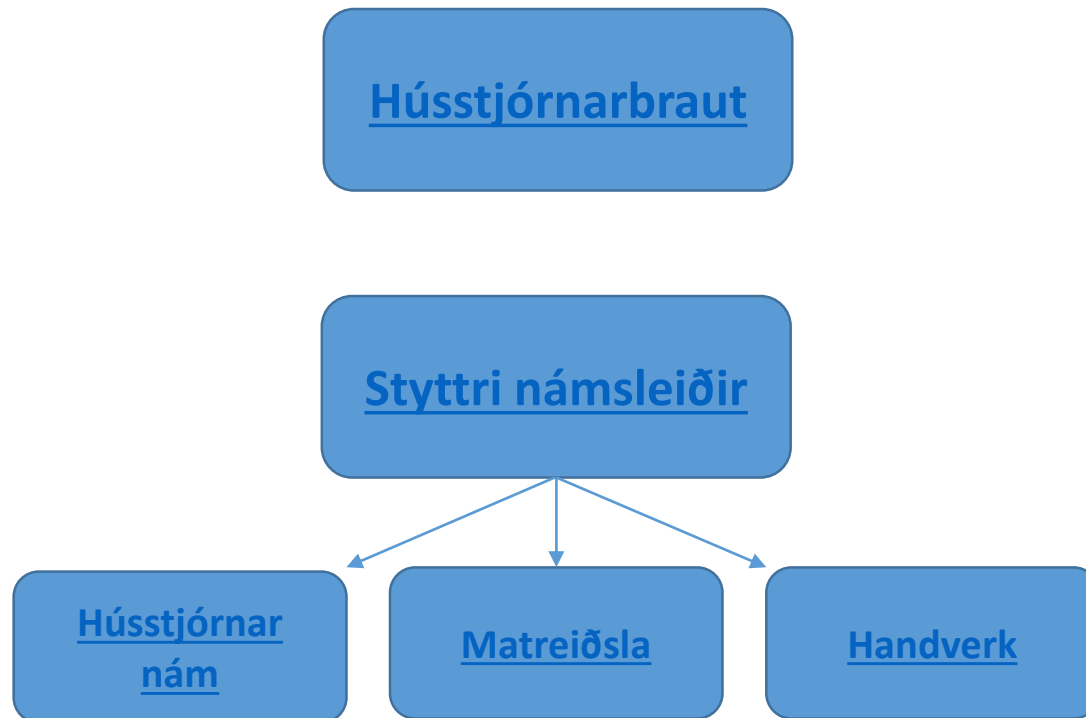 Hússtjórnarbraut
Styttri námsleiðir
Hússtjórnar
nám
Matreiðsla
Handverk